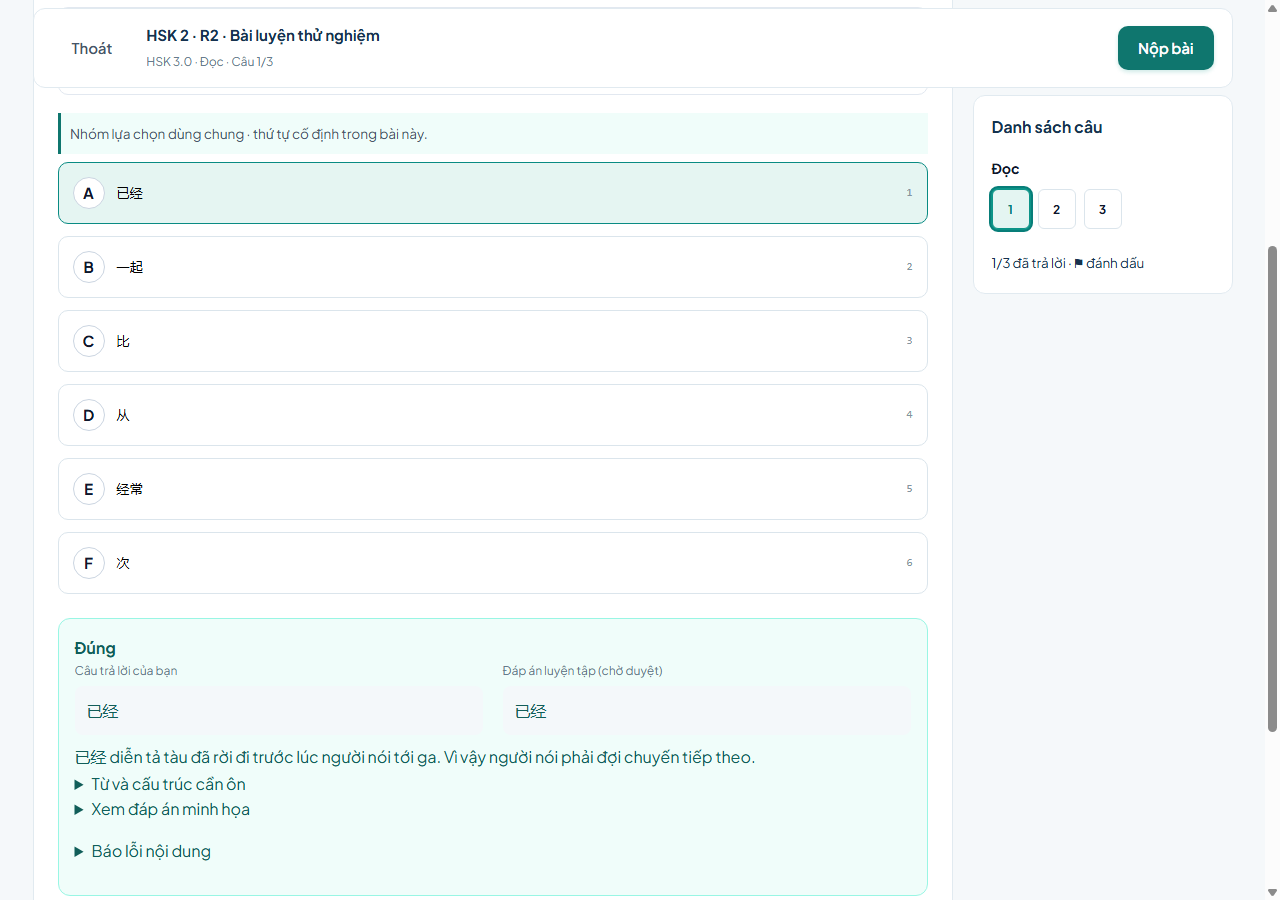 Thoát
HSK 2 · R2 · Bài luyện thử nghiệm
HSK 3.0 · Đọc · Câu 1/3
Nộp bài
Nhóm lựa chọn dùng chung · thứ tự cố định trong bài này.
A 已经 1
B 一起 2
C 比 3
D 从 4
E 经常 5
F 次 6
Đúng
Câu trả lời của bạn
已经
Đáp án luyện tập (chờ duyệt)
已经
已经 diễn tả tàu đã rời đi trước lúc người nói tới ga. Vì vậy người nói phải đợi chuyến tiếp theo.
▶ Từ và cấu trúc cần ôn
▶ Xem đáp án minh họa
▶ Báo lỗi nội dung
Danh sách câu
Đọc
1 2 3
1/3 đã trả lời · ⚑ đánh dấu